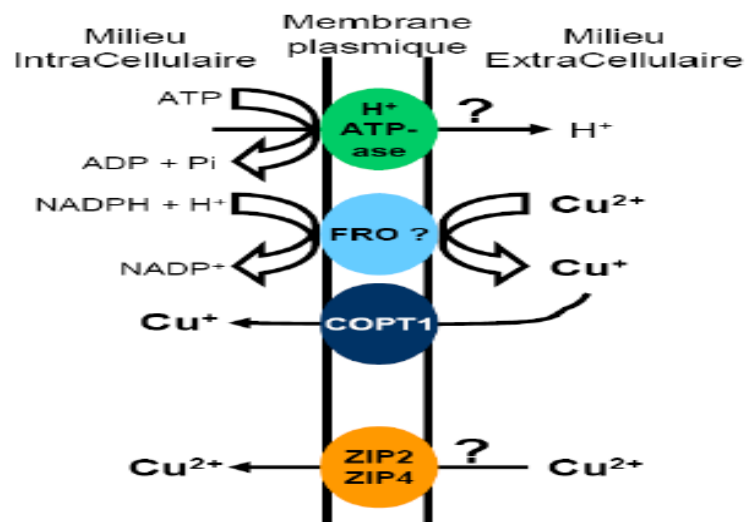 Milieu
IntraCellulaire
Membrane
plasmique
Milieu
ExtraCellulaire
ATP
H⁺
ATP-
ase
?
H⁺
ADP + Pi
NADPH + H⁺
FRO ?
Cu²⁺
NADP⁺
Cu⁺
Cu⁺
COPT1
Cu²⁺
ZIP2
ZIP4
?
Cu²⁺